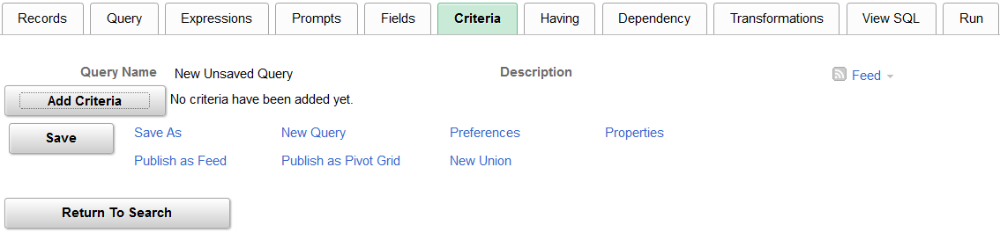 Records Query Expressions Prompts Fields Criteria Having Dependency Transformations View SQL Run
Query Name New Unsaved Query Description Feed
Add Criteria No criteria have been added yet.
Save Save As New Query Preferences Properties
Publish as Feed Publish as Pivot Grid New Union
Return To Search